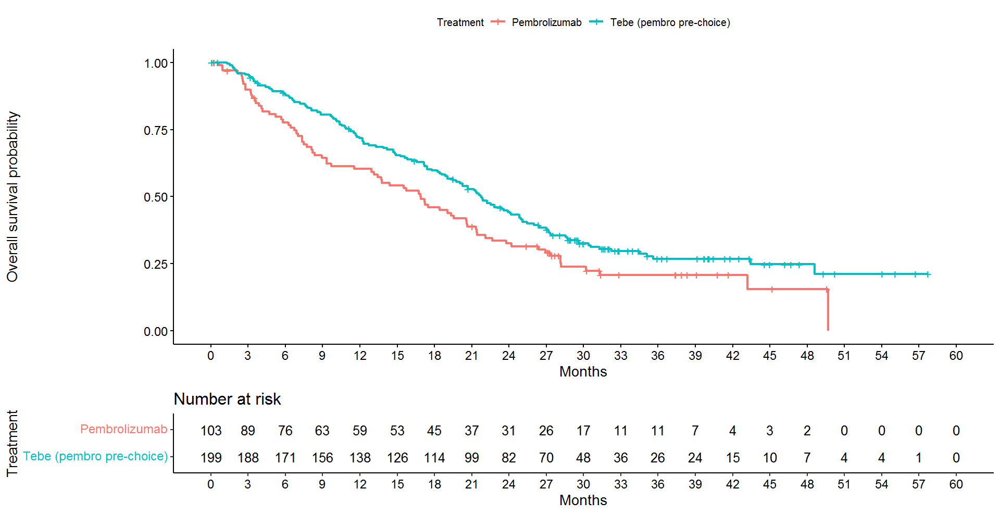 Treatment Pembrolizumab Tebe (pembro pre-choice)
Overall survival probability
1.00
0.75
0.50
0.25
0.00
0 3 6 9 12 15 18 21 24 27 30 33 36 39 42 45 48 51 54 57 60
Months
Number at risk
Treatment
Pembrolizumab 103 89 76 63 59 53 45 37 31 26 17 11 11 7 4 3 2 0 0 0 0
Tebe (pembro pre-choice) 199 188 171 156 138 126 114 99 82 70 48 36 26 24 15 10 7 4 4 1 0
0 3 6 9 12 15 18 21 24 27 30 33 36 39 42 45 48 51 54 57 60
Months